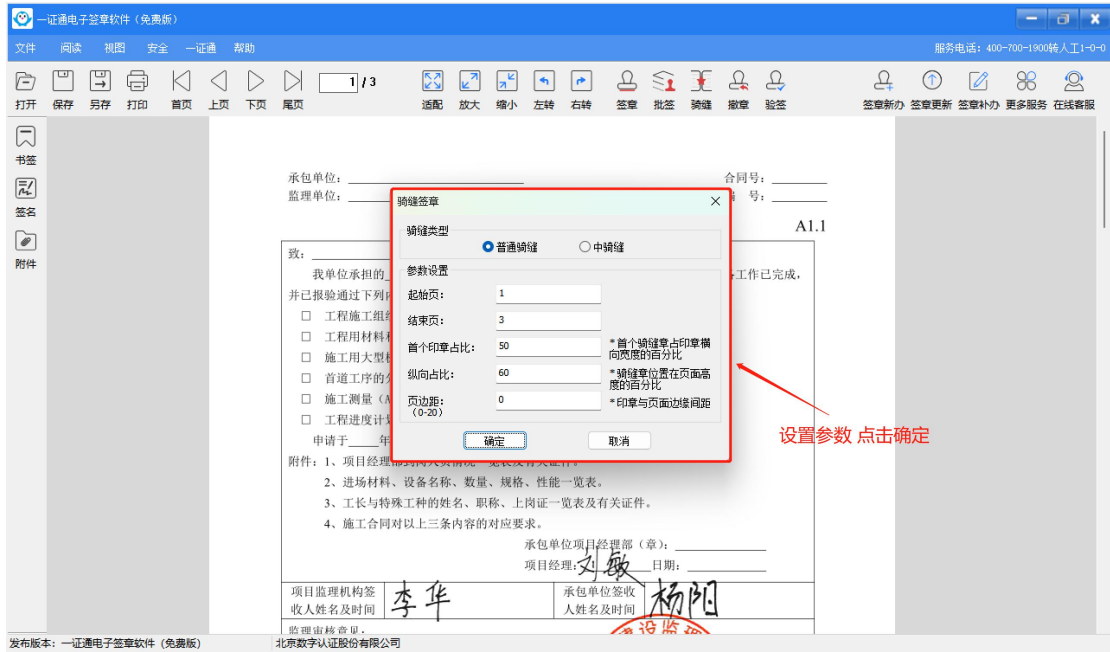 一证通电子签章软件（免费版）
文件 阅读 视图 安全 一证通 帮助 服务电话：400-700-1900转人工1-0-0
1 / 3
打开 保存 另存 打印 首页 上页 下页 尾页 适配 放大 缩小 左转 右转 签章 批签 骑缝 撤章 验签 签章新办 签章更新 签章补办 更多服务 在线客服
书签
签名
附件
承包单位： 合同号：
监理单位： 号：
A1.1
骑缝签章
骑缝类型
普通骑缝 中骑缝
参数设置
起始页： 1
结束页： 3
首个印章占比： 50 *首个骑缝章占印章横
向宽度的百分比
纵向占比： 60 *骑缝章位置在页面高
度的百分比
页边距： 0 *印章与页面边缘间距
(0-20)
确定 取消
设置参数 点击确定
致：
我单位承担的 工作已完成，
并已报验通过下列
□ 工程施工组
□ 工程用材料
□ 施工用大型
□ 首道工序的
□ 施工测量（A
□ 工程进度计
申请于 年
附件：1、项目经理
2、进场材料、设备名称、数量、规格、性能一览表。
3、工长与特殊工种的姓名、职称、上岗证一览表及有关证件。
4、施工合同对以上三条内容的对应要求。
承包单位项目经理部（章）：
项目经理：刘敏 日期：
项目监理机构签
收人姓名及时间 李华
承包单位签收
人姓名及时间 杨阳
监理审核意见：
建设监理
发布版本：一证通电子签章软件（免费版） 北京数字认证股份有限公司